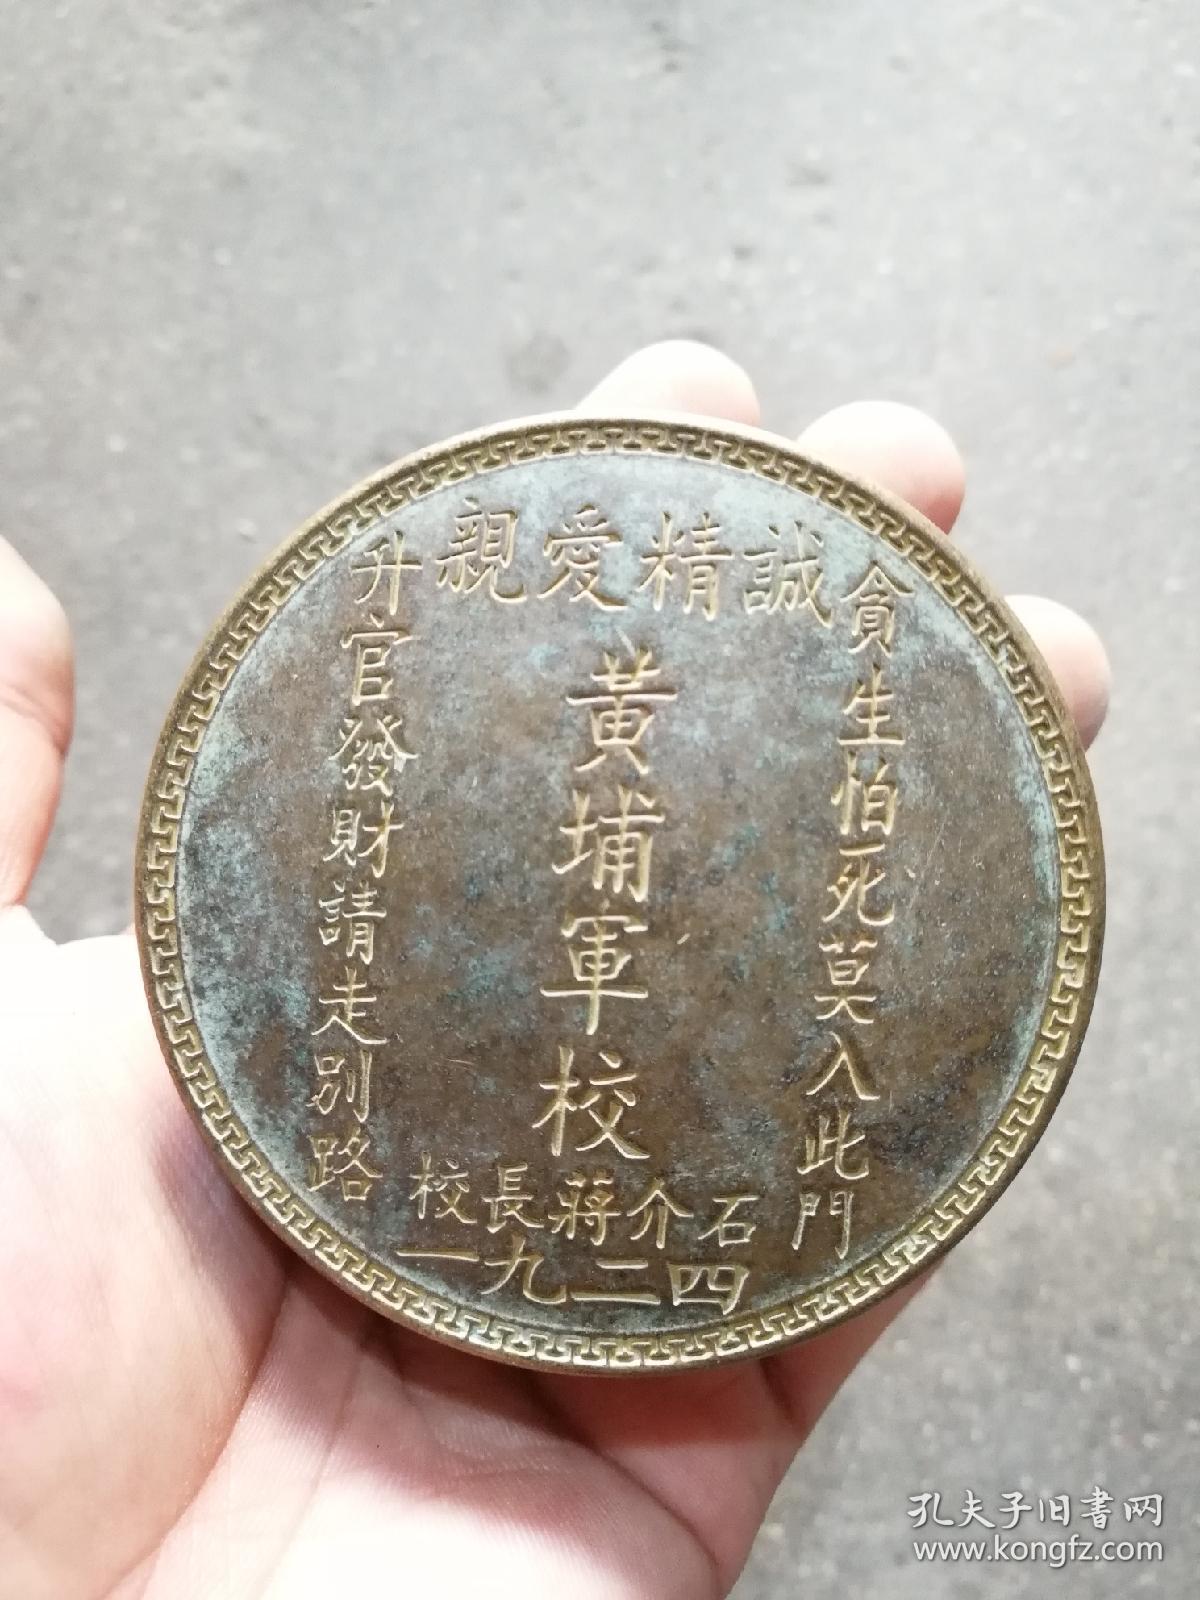 親愛精誠
升官發財請走別路
黃埔軍校
貪生怕死莫入此門
校長蔣介石
一九二四
孔夫子旧书网
www.kongfz.com